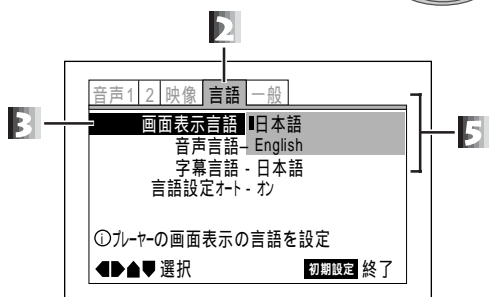 2
音声1 2 映像 言語 一般
3
画面表示言語 日本語
5
音声言語- English
字幕言語 - 日本語
言語設定オート - オン
ⓘプレーヤーの画面表示の言語を設定
◀▶▲▼選択 初期設定 終了